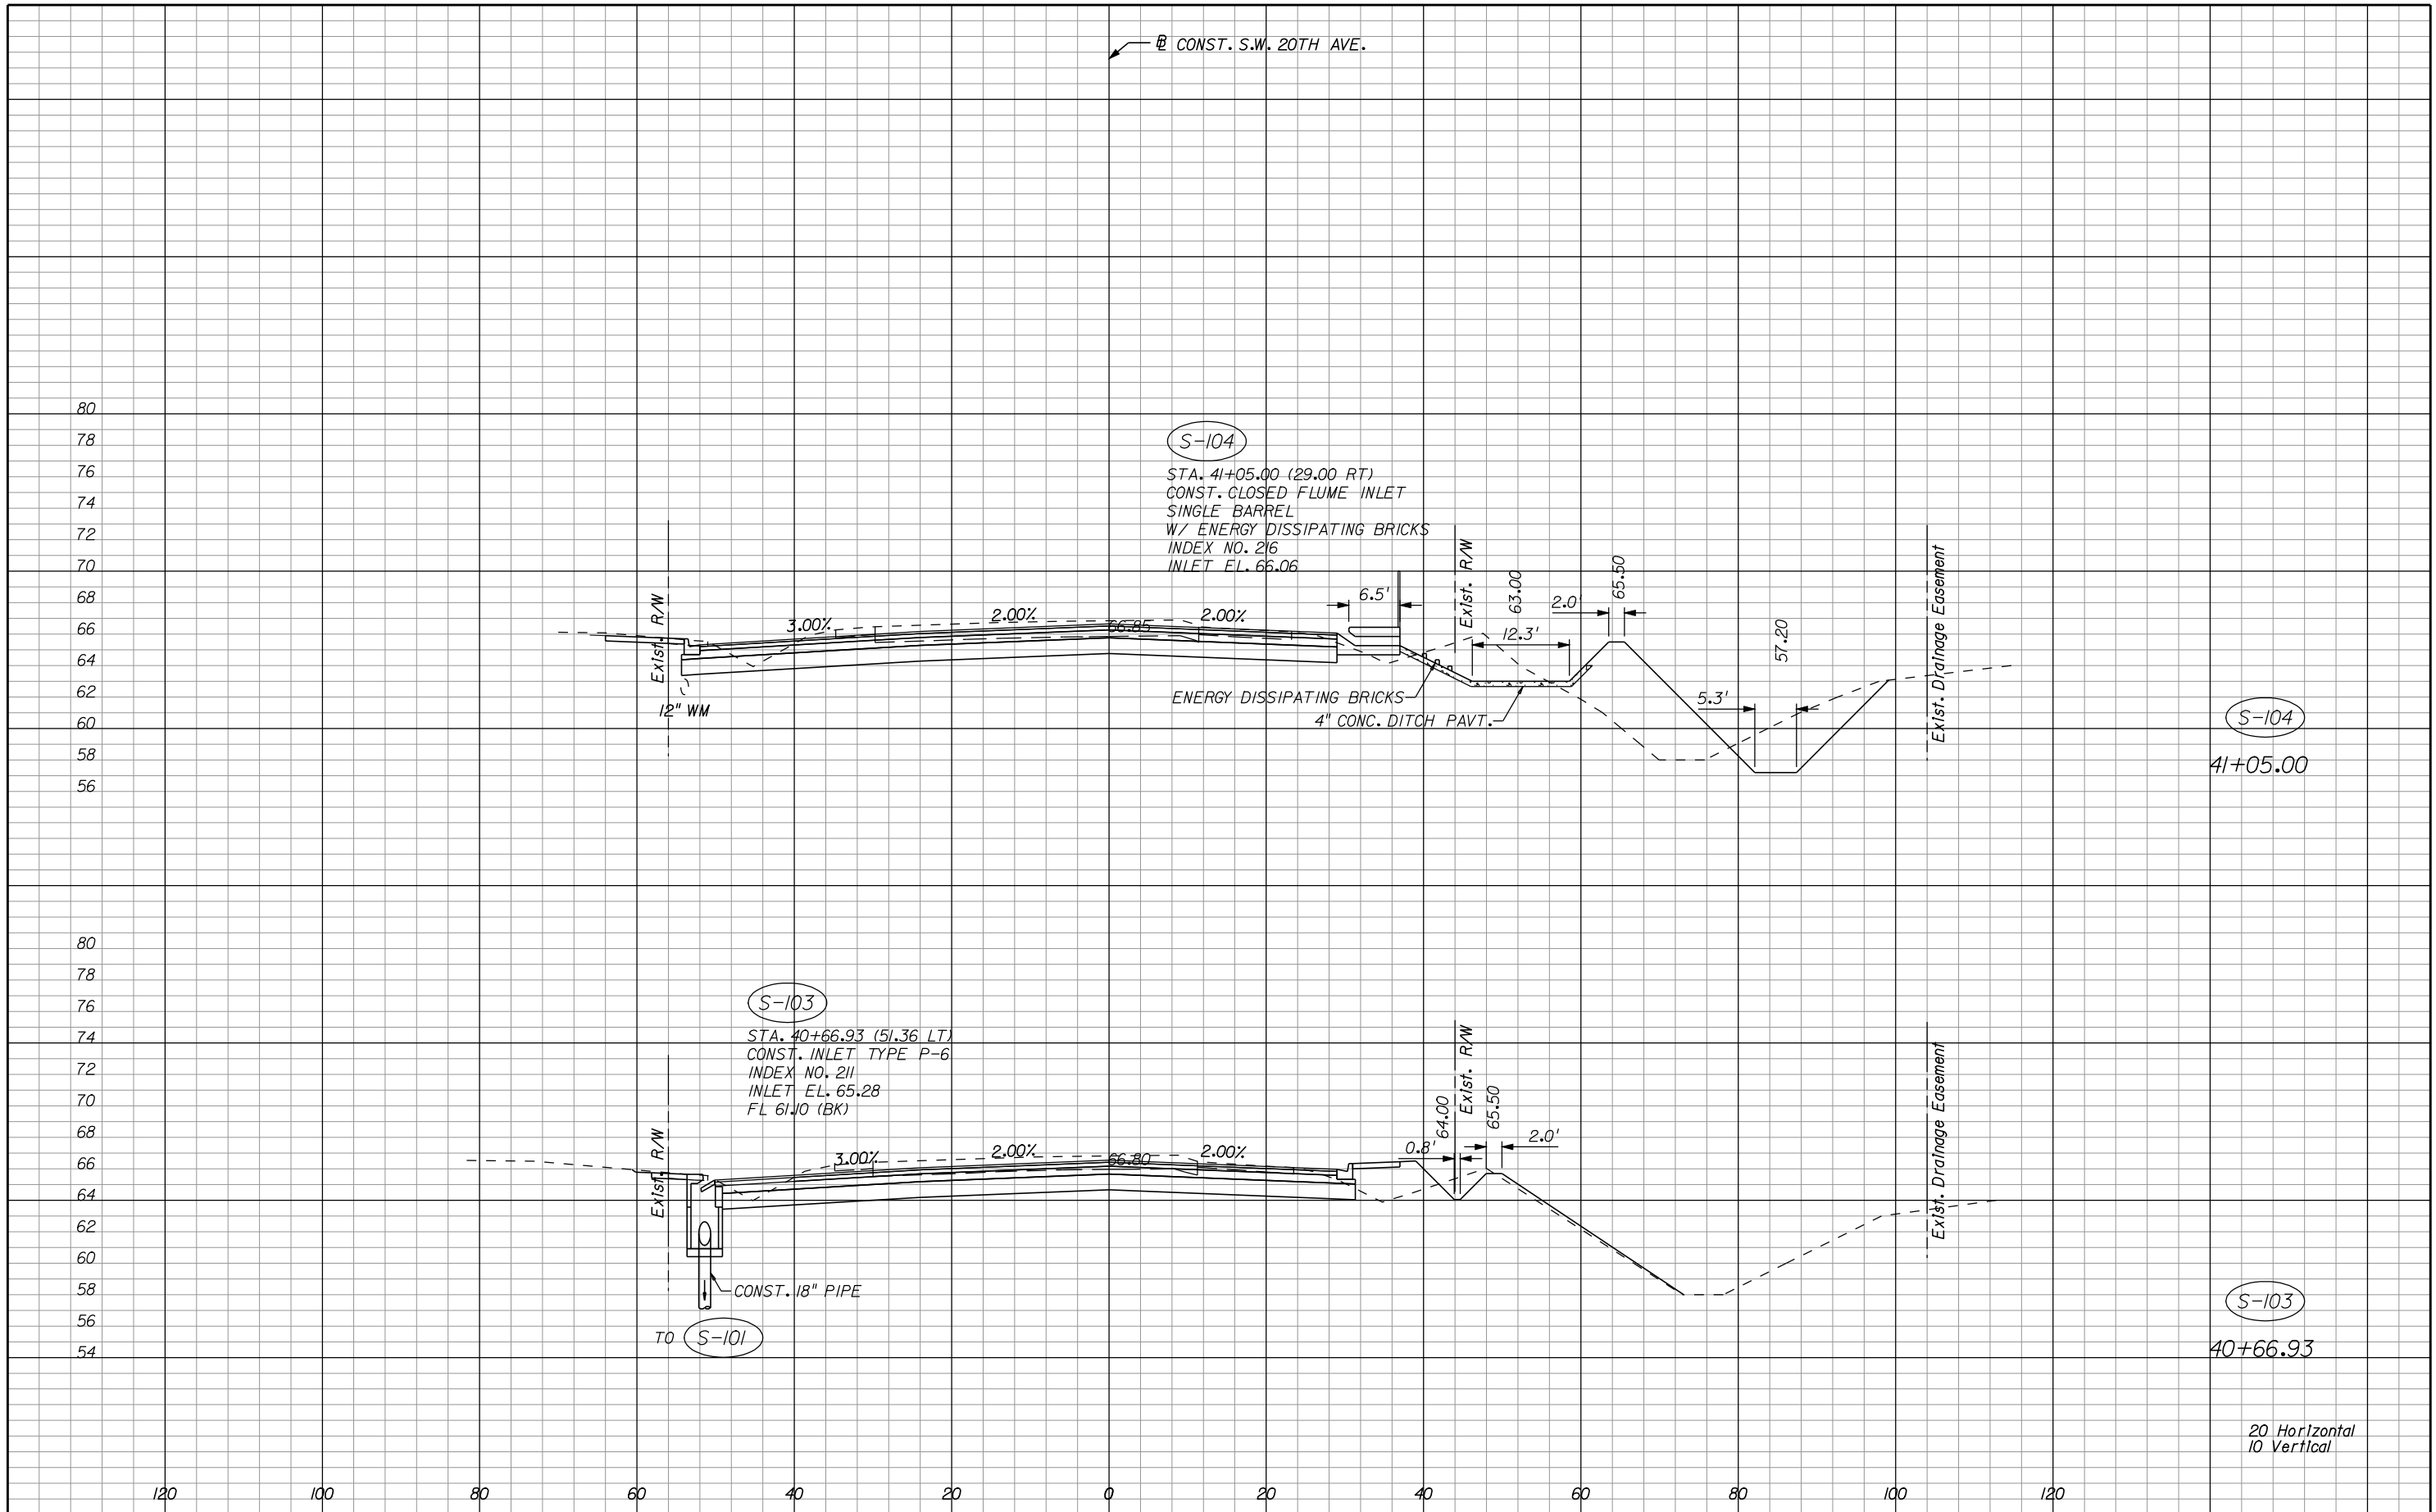 ℄ CONST. S.W. 20TH AVE.
80
78
76
74
72
70
68
66
64
62
60
58
56
S-104
STA. 41+05.00 (29.00 RT)
CONST. CLOSED FLUME INLET
SINGLE BARREL
W/ ENERGY DISSIPATING BRICKS
INDEX NO. 216
INLET EL. 66.06
Exist. R/W
3.00%
2.00%
66.85
2.00%
6.5'
Exist. R/W
63.00
12.3'
2.0'
65.50
57.20
5.3'
Exist. Drainage Easement
12" WM
ENERGY DISSIPATING BRICKS
4" CONC. DITCH PAVT.
S-104
41+05.00
80
78
76
74
72
70
68
66
64
62
60
58
56
54
S-103
STA. 40+66.93 (51.36 LT)
CONST. INLET TYPE P-6
INDEX NO. 211
INLET EL. 65.28
FL 61.10 (BK)
Exist. R/W
3.00%
2.00%
66.80
2.00%
0.8'
64.00
Exist. R/W
65.50
2.0'
Exist. Drainage Easement
CONST. 18" PIPE
TO S-101
S-103
40+66.93
20 Horizontal
10 Vertical
120 100 80 60 40 20 0 20 40 60 80 100 120